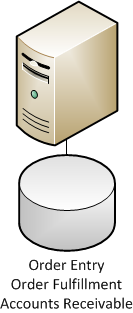 Order Entry
Order Fulfillment
Accounts Receivable